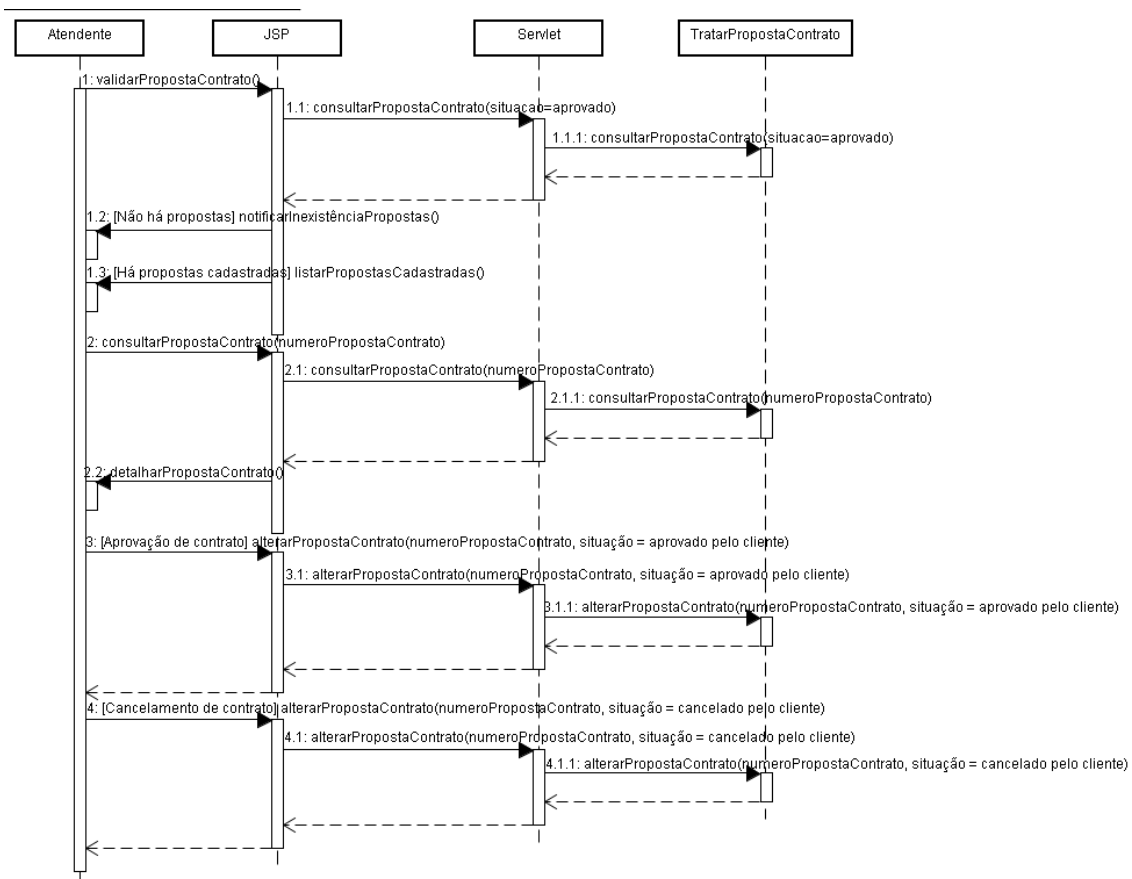 Atendente
JSP
Servlet
TratarPropostaContrato
1: validarPropostaContrato()
1.1: consultarPropostaContrato(situacao=aprovado)
1.1.1: consultarPropostaContrato(situacao=aprovado)
1.2: [Não há propostas] notificarInexistênciaPropostas()
1.3: [Há propostas cadastradas] listarPropostasCadastradas()
2: consultarPropostaContrato(numeroPropostaContrato)
2.1: consultarPropostaContrato(numeroPropostaContrato)
2.1.1: consultarPropostaContrato(numeroPropostaContrato)
2.2: detalharPropostaContrato()
3: [Aprovação de contrato] alterarPropostaContrato(numeroPropostaContrato, situação = aprovado pelo cliente)
3.1: alterarPropostaContrato(numeroPropostaContrato, situação = aprovado pelo cliente)
3.1.1: alterarPropostaContrato(numeroPropostaContrato, situação = aprovado pelo cliente)
4: [Cancelamento de contrato] alterarPropostaContrato(numeroPropostaContrato, situação = cancelado pelo cliente)
4.1: alterarPropostaContrato(numeroPropostaContrato, situação = cancelado pelo cliente)
4.1.1: alterarPropostaContrato(numeroPropostaContrato, situação = cancelado pelo cliente)